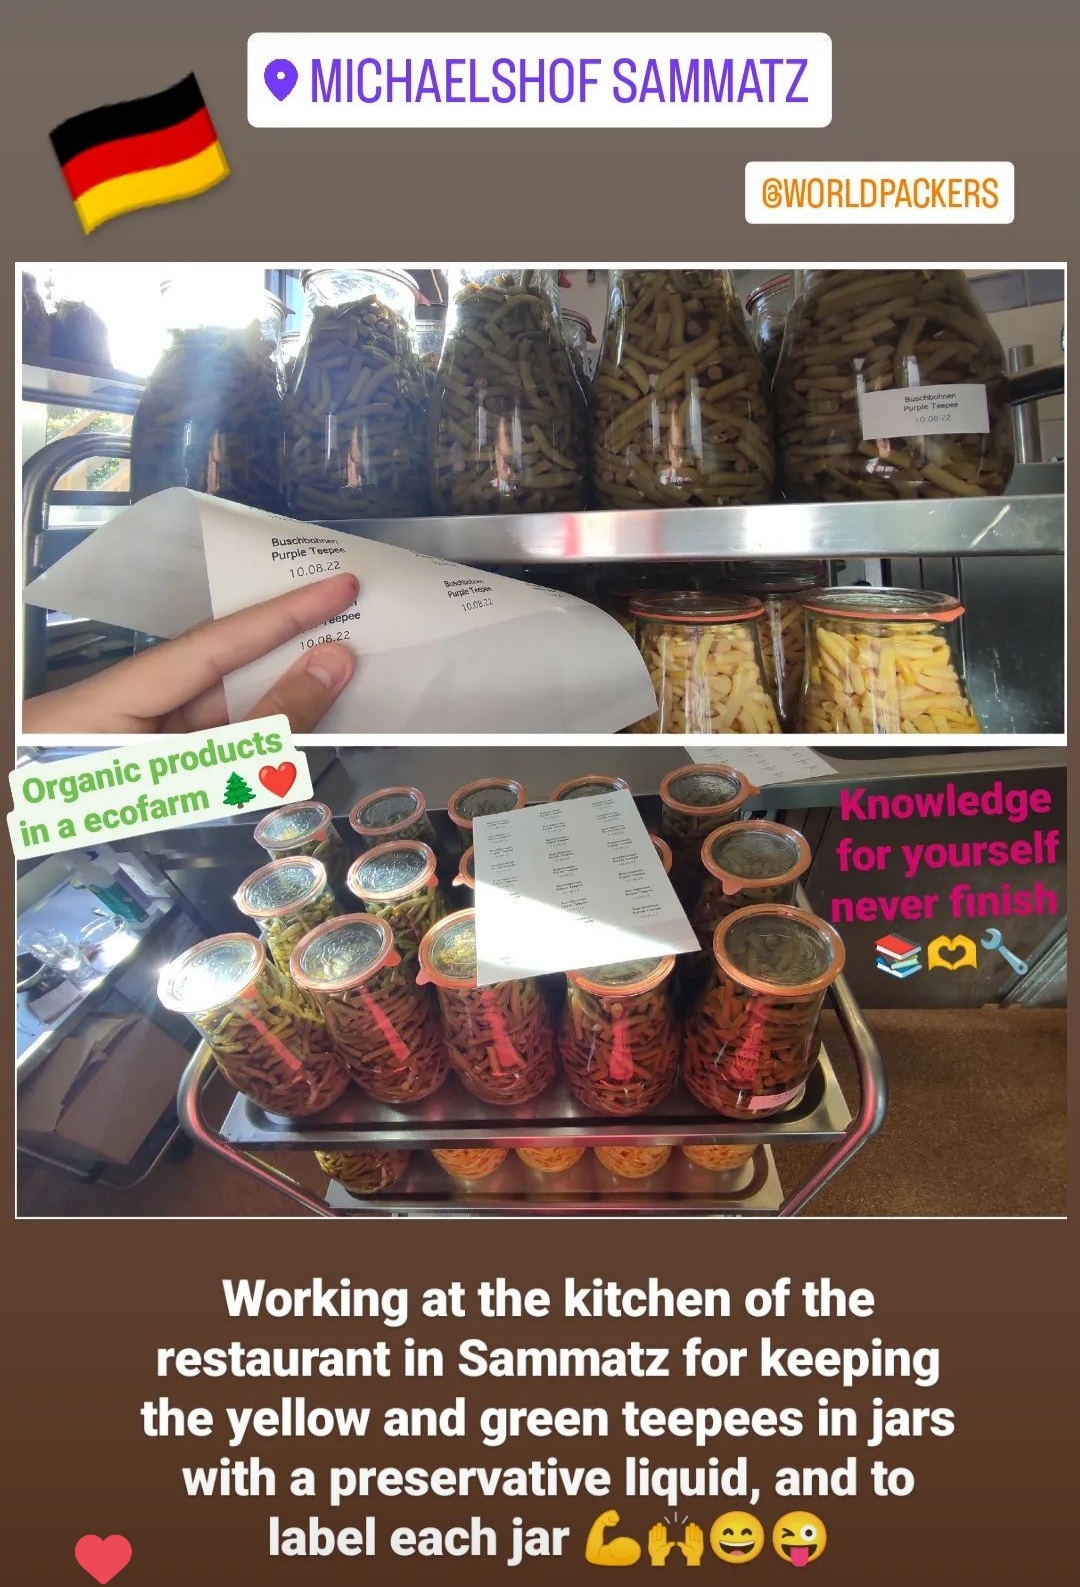 MICHAELSHOF SAMMATZ
@WORLDPACKERS
Buschbohnen
Purple Teepee
10.08.22
Buschbohnen
Purple Teepee
10.08.22
Teepee
10.08.22
Buschbohnen
Purple Teepee
10.08.22
Organic products
in a ecofarm 🌲❤️
Knowledge
for yourself
never finish
📚🫶🔧
Working at the kitchen of the
restaurant in Sammatz for keeping
the yellow and green teepees in jars
with a preservative liquid, and to
label each jar 💪🙌😄😜